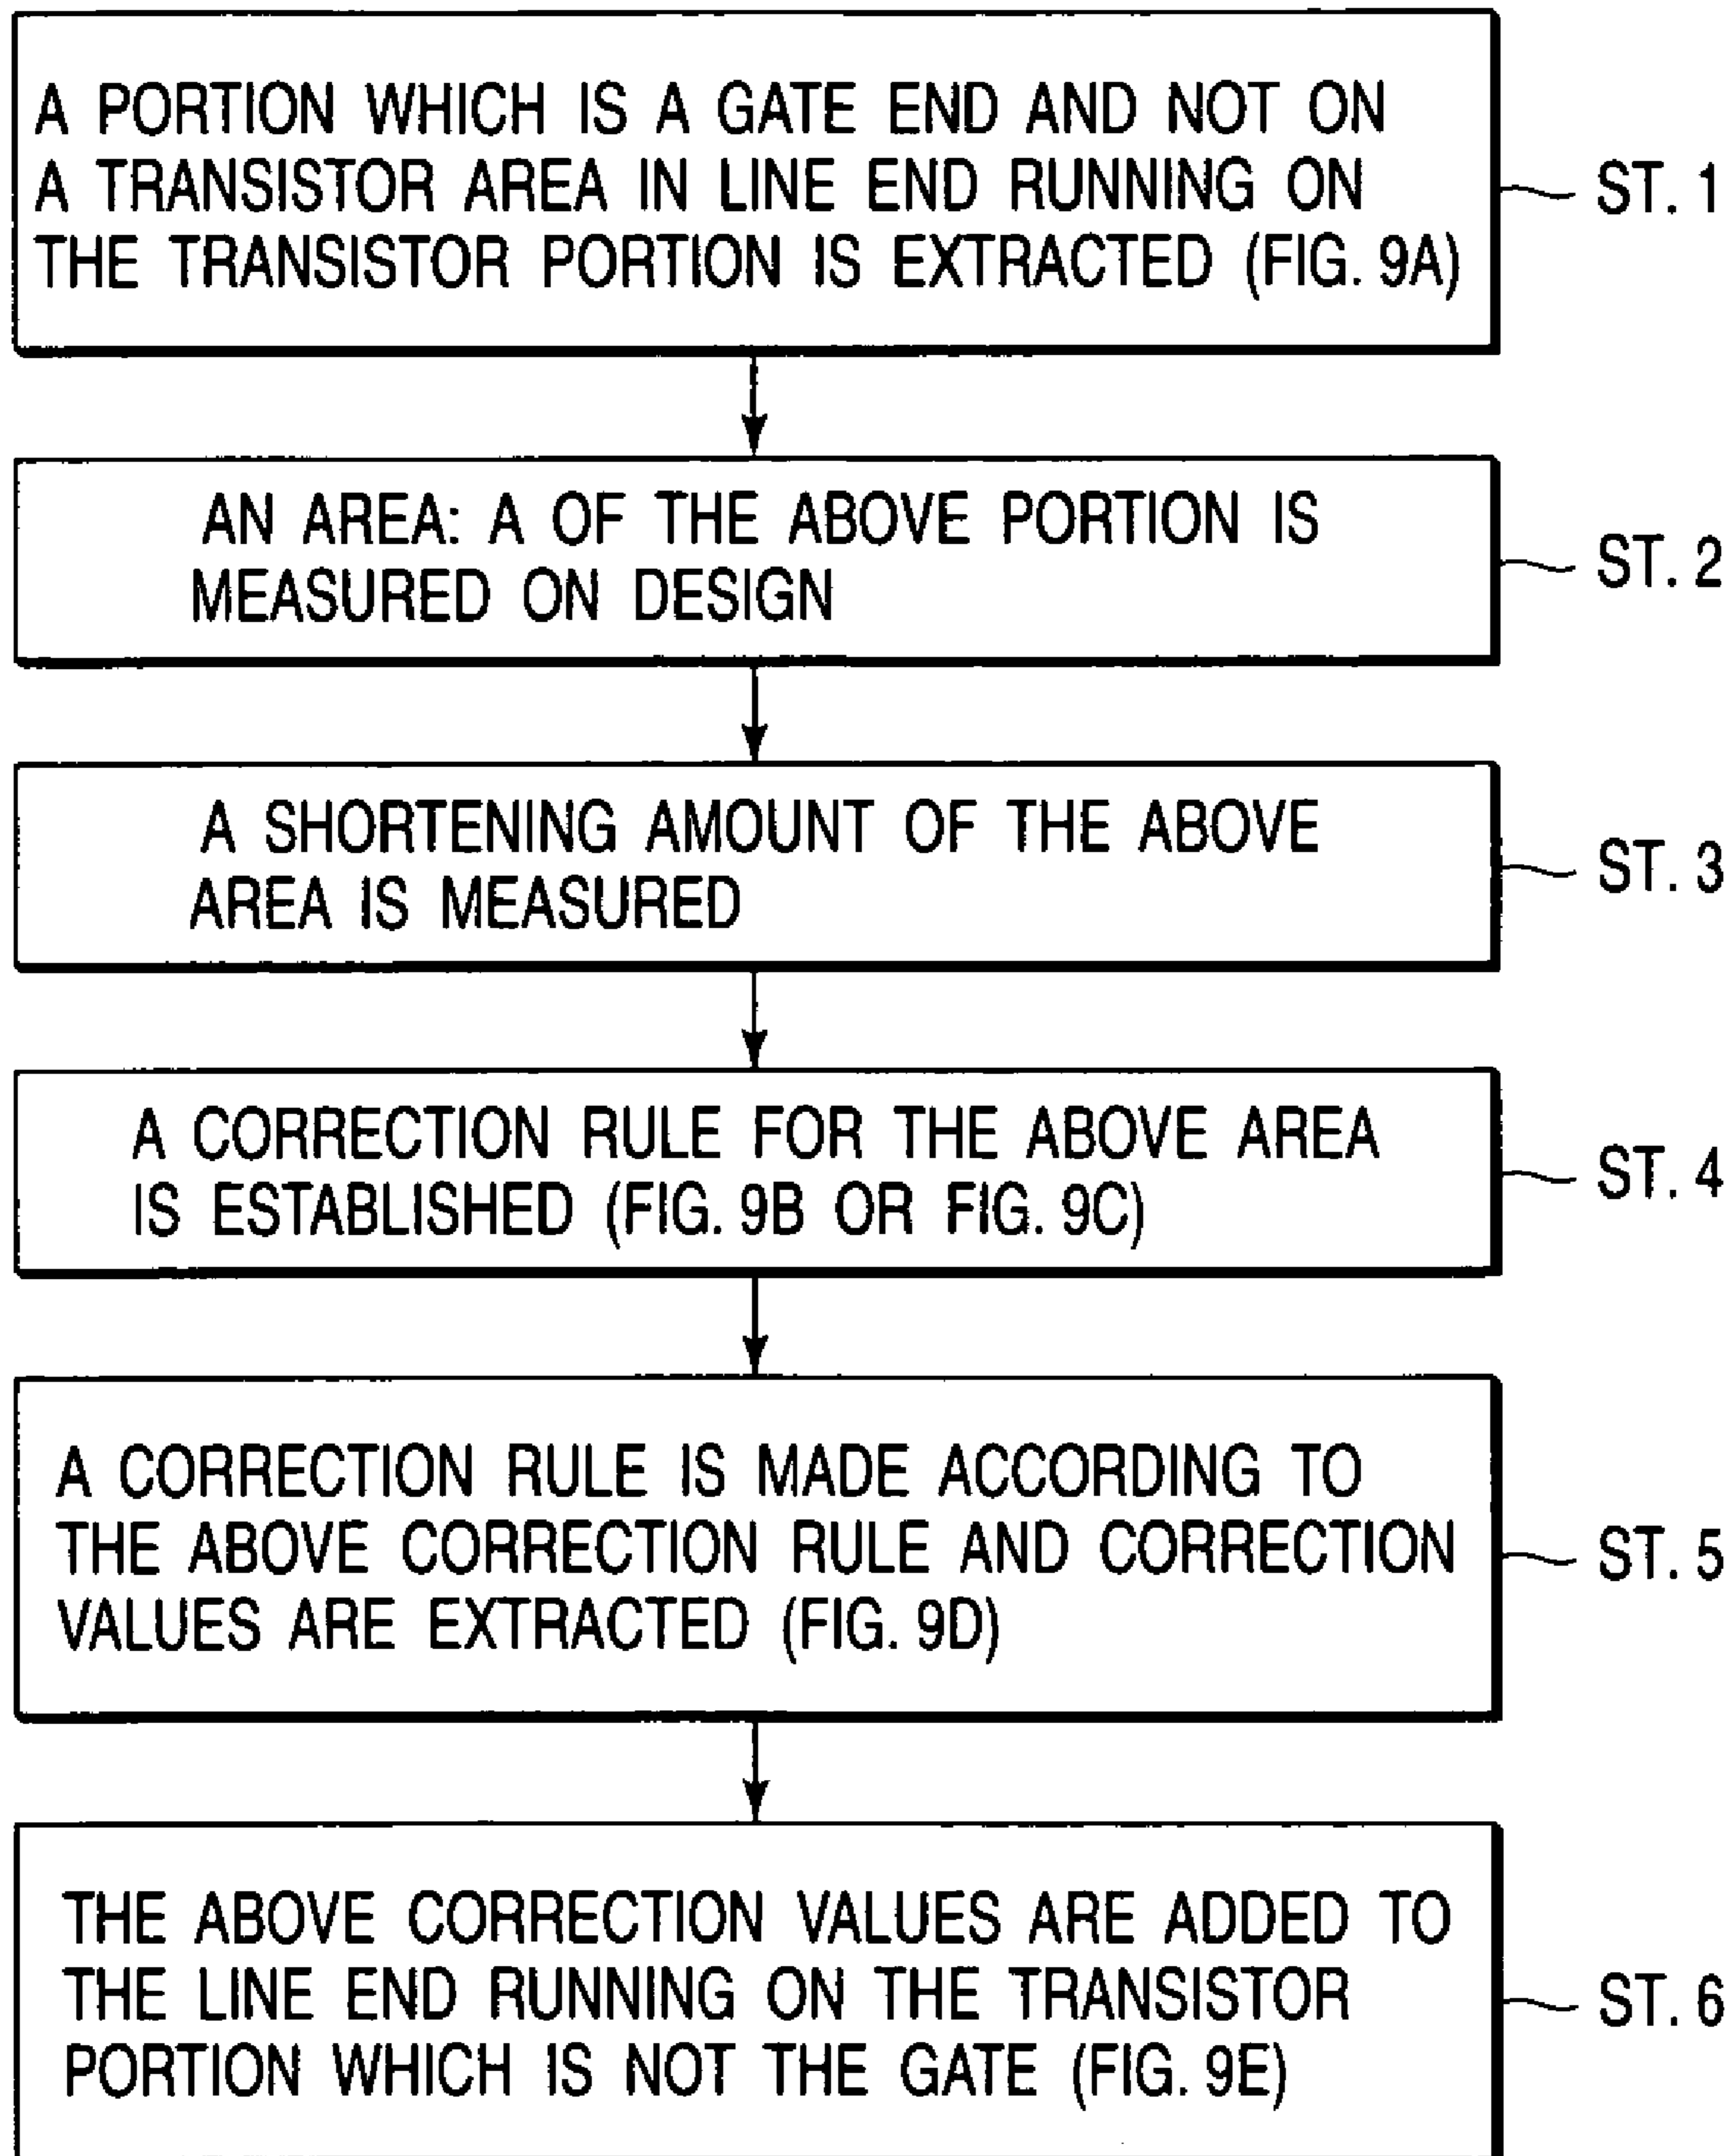 A PORTION WHICH IS A GATE END AND NOT ON
A TRANSISTOR AREA IN LINE END RUNNING ON
THE TRANSISTOR PORTION IS EXTRACTED (FIG. 9A)
ST. 1
AN AREA: A OF THE ABOVE PORTION IS
MEASURED ON DESIGN
ST. 2
A SHORTENING AMOUNT OF THE ABOVE
AREA IS MEASURED
ST. 3
A CORRECTION RULE FOR THE ABOVE AREA
IS ESTABLISHED (FIG. 9B OR FIG. 9C)
ST. 4
A CORRECTION RULE IS MADE ACCORDING TO
THE ABOVE CORRECTION RULE AND CORRECTION
VALUES ARE EXTRACTED (FIG. 9D)
ST. 5
THE ABOVE CORRECTION VALUES ARE ADDED TO
THE LINE END RUNNING ON THE TRANSISTOR
PORTION WHICH IS NOT THE GATE (FIG. 9E)
ST. 6